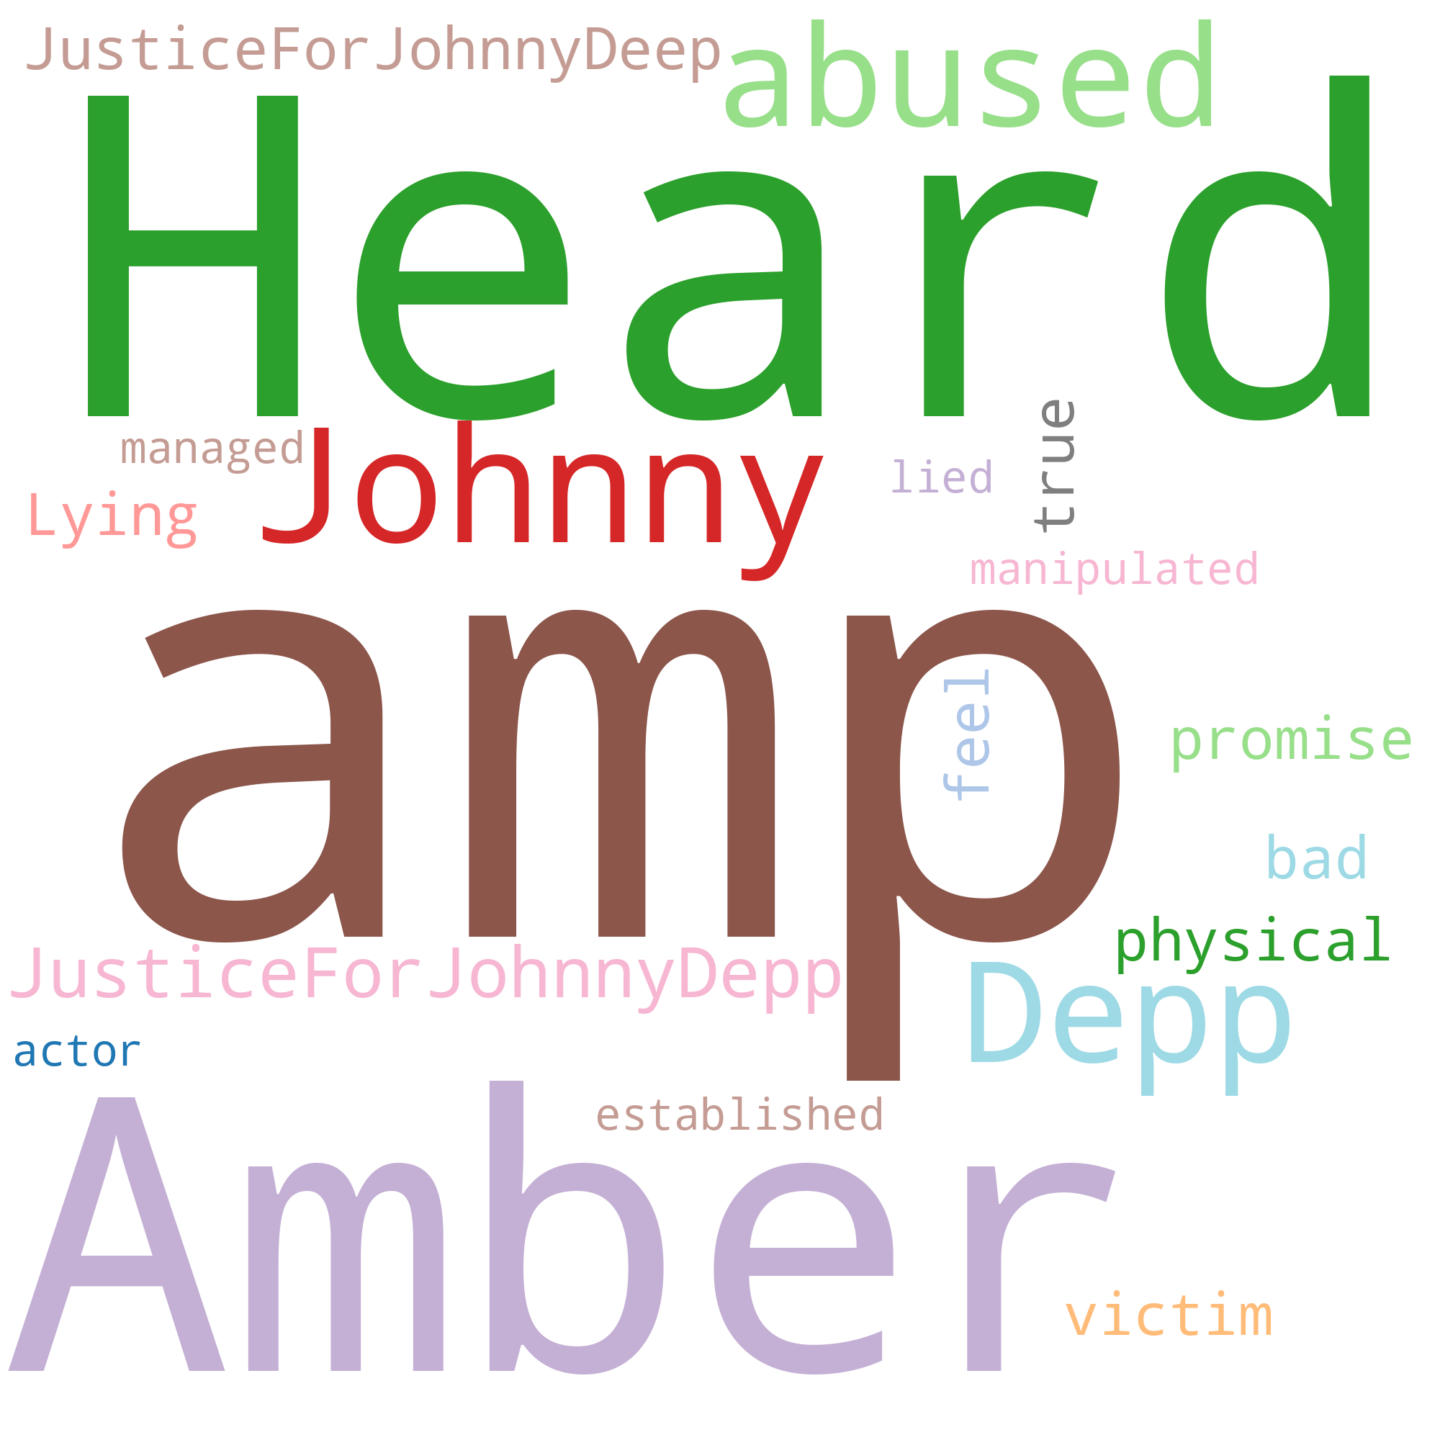 JusticeForJohnnyDeep
abused
Heard
managed
Johnny
lied
true
Lying
manipulated
amp
feel
promise
bad
physical
JusticeForJohnnyDepp
Depp
actor
established
Amber
victim